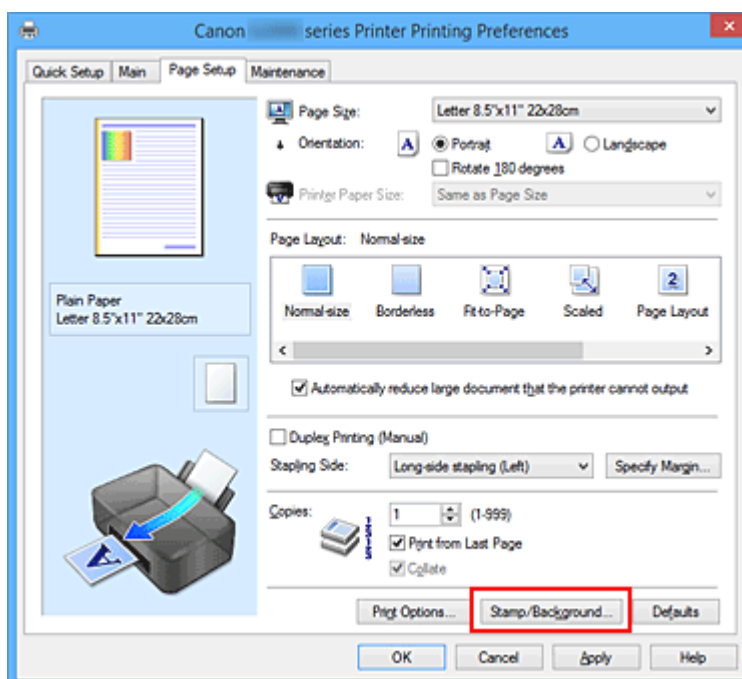 Canon series Printer Printing Preferences
Quick Setup Main Page Setup Maintenance
Page Size: Letter 8.5"x11" 22x28cm
Orientation: A Portrait A Landscape
Rotate 180 degrees
Printer Paper Size: Same as Page Size
Page Layout: Normal-size
2
Normal-size Borderless Fit-to-Page Scaled Page Layout
Plain Paper
Letter 8.5"x11" 22x28cm
Automatically reduce large document that the printer cannot output
Duplex Printing (Manual)
Stapling Side: Long-side stapling (Left) Specify Margin...
Copies: 1 (1-999)
Print from Last Page
Collate
A
Print Options... Stamp/Background... Defaults
OK Cancel Apply Help